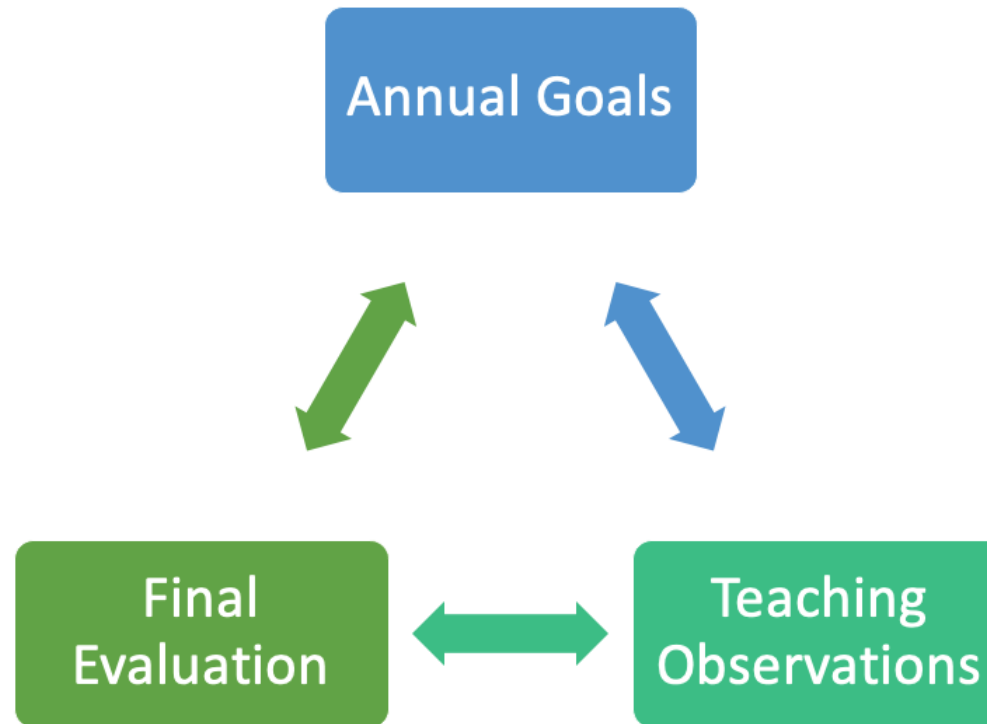 Annual Goals
Final
Evaluation
Teaching
Observations